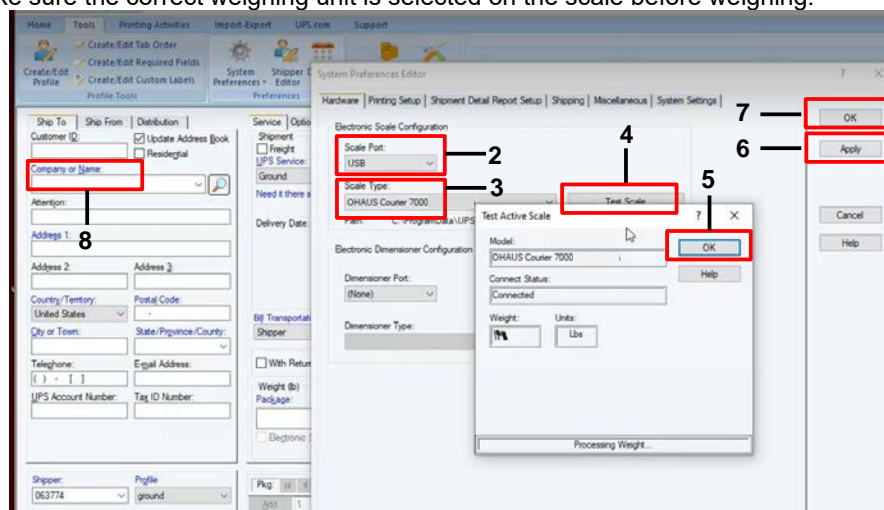 ke sure the correct weighing unit is selected on the scale before weighing.
Home Tools Printing Activities Import-Export UPS.com Support
Create/Edit Tab Order
Create/Edit Required Fields
Create/Edit Custom Labels
Create/Edit Profile
Profile Tools
System Preferences
Shipper Editor
Preferences
System Preferences Editor
? X
Hardware Printing Setup Shipment Detail Report Setup Shipping Miscellaneous System Settings
Ship To Ship From Distribution
Customer ID:
Update Address Book
Residential
Company or Name:
8
Attention:
Address 1:
Address 2: Address 3:
Country/Territory: Postal Code:
United States -
City or Town: State/Province/County:
Telephone: E-mail Address:
( ) - [ ]
UPS Account Number: Tax ID Number:
Shipper: Profile
063774 ground
Service
Shipment
Freight
UPS Service:
Ground
Need it there
Delivery Date:
Shipper
With
Weight (lb)
Package:
Pkg:
Add 1
Electronic Scale Configuration
Scale Port:
USB
2
Scale Type:
OHAUS Courier 7000
3
4
Test Scale
Electronic Dimensioner Configuration
Dimensioner Port:
(None)
Dimensioner Type:
Test Active Scale ? X
5
Model:
OHAUS Courier 7000
OK
Help
Connect Status:
Connected
Weight: Units:
Lbs
Processing Weight...
7
OK
6
Apply
Cancel
Help